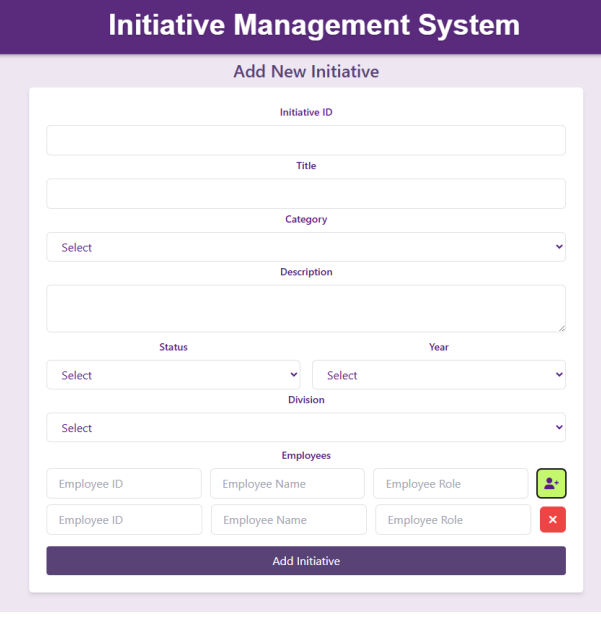 Initiative Management System
Add New Initiative
Initiative ID
Title
Category
Select
Description
Status Year
Select Select
Division
Select
Employees
Employee ID Employee Name Employee Role
Employee ID Employee Name Employee Role
Add Initiative